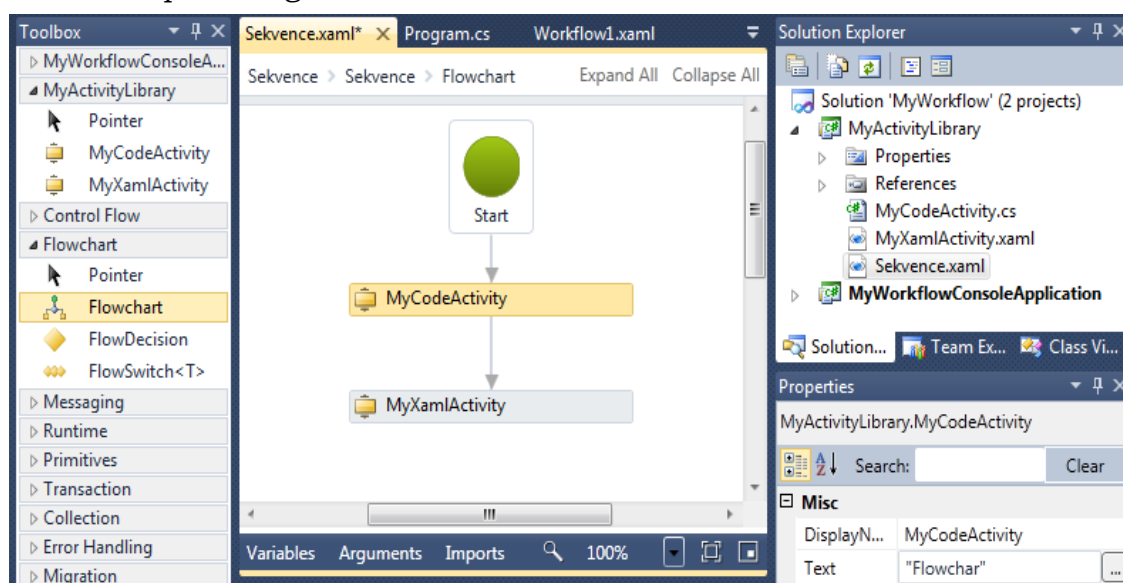 Toolbox
MyWorkflowConsoleA...
MyActivityLibrary
Pointer
MyCodeActivity
MyXamlActivity
Control Flow
Flowchart
Pointer
Flowchart
FlowDecision
FlowSwitch<T>
Messaging
Runtime
Primitives
Transaction
Collection
Error Handling
Migration
Sekvence.xaml* Program.cs Workflow1.xaml
Sekvence > Sekvence > Flowchart Expand All Collapse All
Start
MyCodeActivity
MyXamlActivity
Variables Arguments Imports 100%
Solution Explorer
Solution 'MyWorkflow' (2 projects)
MyActivityLibrary
Properties
References
MyCodeActivity.cs
MyXamlActivity.xaml
Sekvence.xaml
MyWorkflowConsoleApplication
Solution... Team Ex... Class Vi...
Properties
MyActivityLibrary.MyCodeActivity
Search: Clear
Misc
DisplayN... MyCodeActivity
Text "Flowchar" ...